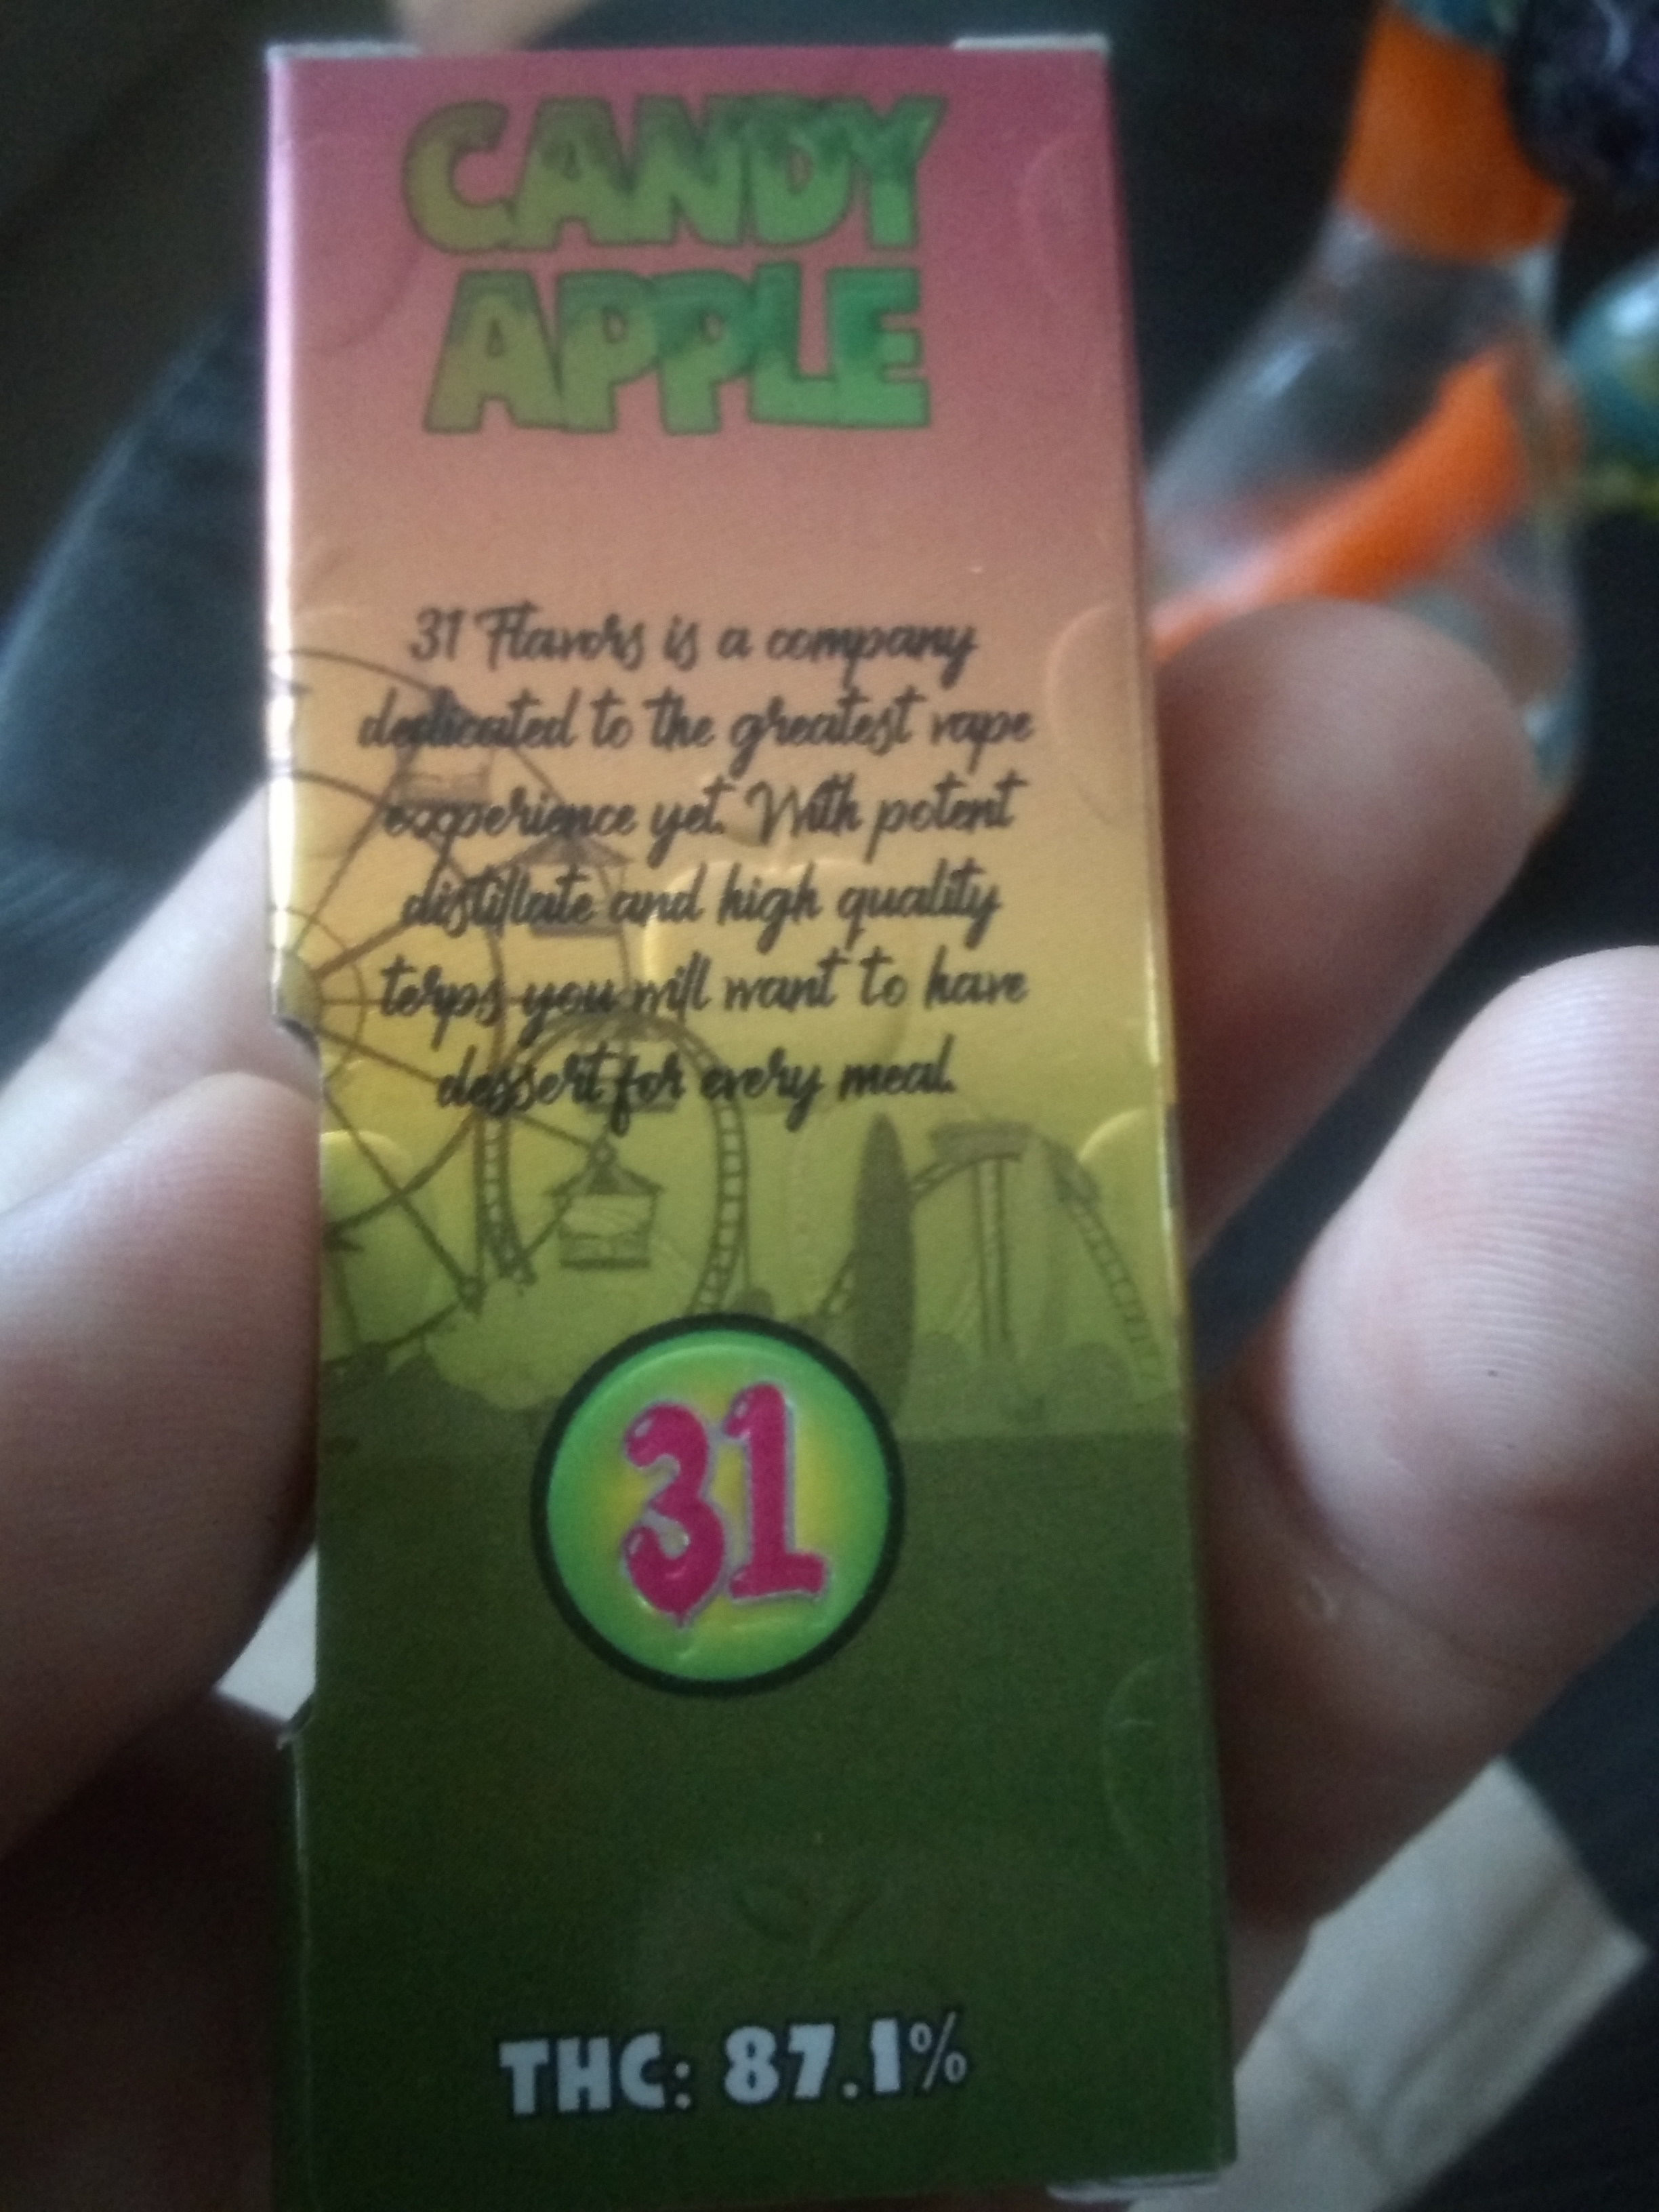 CANDY
APPLE
31 Flavors is a company
dedicated to the greatest vape
experience yet. With potent
distillate and high quality
terps you will want to have
dessert for every meal.
31
THC: 87.1%